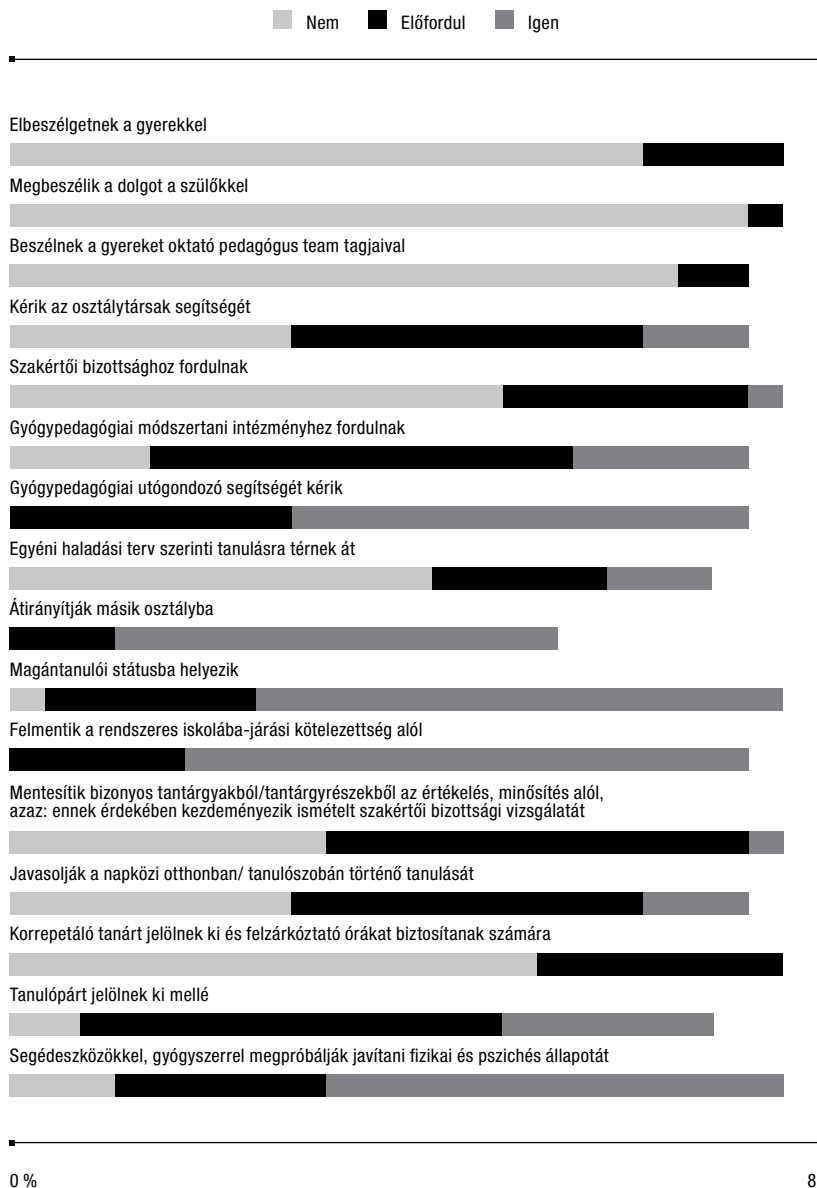 Nem Előfordul Igen
Elbeszélgetnek a gyerekkel
Megbeszélik a dolgot a szülőkkel
Beszélnek a gyereket oktató pedagógus team tagjaival
Kérik az osztálytársak segítségét
Szakértői bizottsághoz fordulnak
Gyógypedagógiai módszertani intézményhez fordulnak
Gyógypedagógiai utógondozó segítségét kérik
Egyéni haladási terv szerinti tanulásra térnek át
Átirányítják másik osztályba
Magántanulói státusba helyezik
Felmentik a rendszeres iskolába-járási kötelezettség alól
Mentesítik bizonyos tantárgyakból/tantárgyrészekből az értékelés, minősítés alól,
azaz: ennek érdekében kezdeményezik ismételt szakértői bizottsági vizsgálatát
Javasolják a napközi otthonban/ tanulószobán történő tanulását
Korrepetáló tanárt jelölnek ki és felzárkóztató órákat biztosítanak számára
Tanulópárt jelölnek ki mellé
Segédeszközökkel, gyógyszerrel megpróbálják javítani fizikai és pszichés állapotát
0 % 8